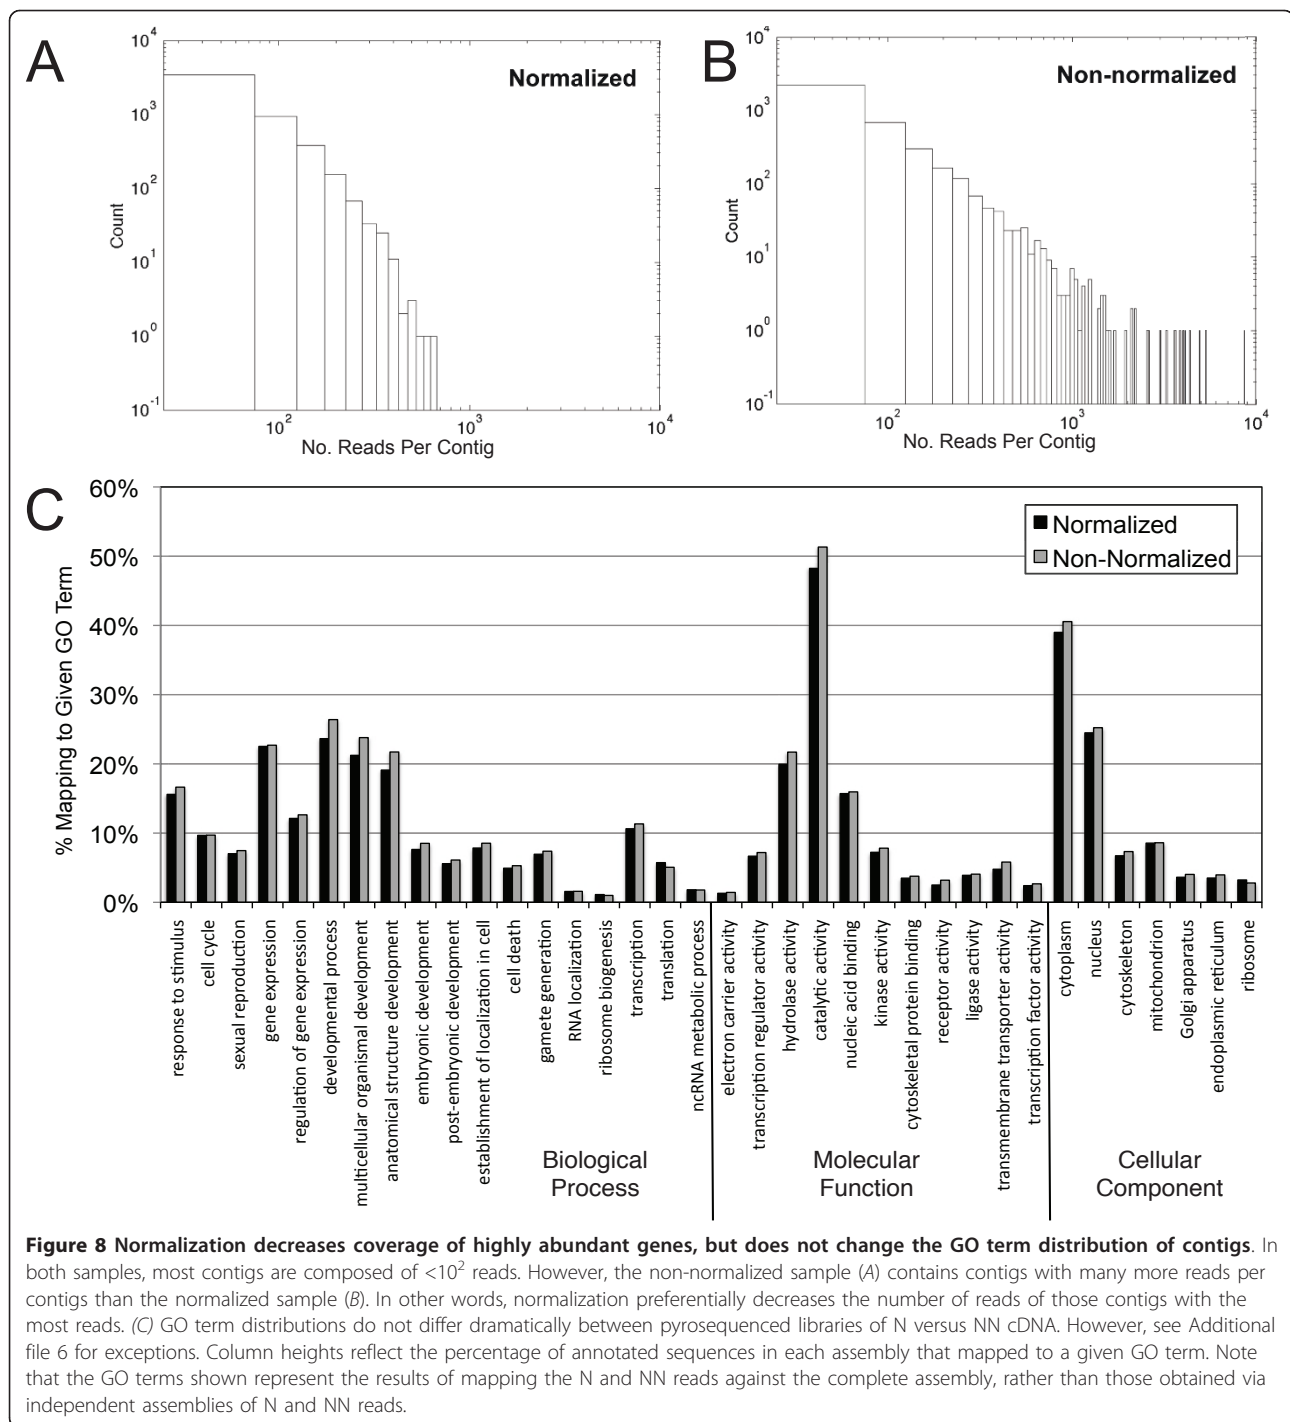 A
Normalized
10^4
10^3
10^2
10^1
10^0
10^-1
Count
10^2
10^3
10^4
No. Reads Per Contig
B
Non-normalized
10^4
10^3
10^2
10^1
10^0
10^-1
Count
10^2
10^3
10^4
No. Reads Per Contig
C
60%
50%
40%
30%
20%
10%
0%
% Mapping to Given GO Term
Normalized
Non-Normalized
response to stimulus
cell cycle
sexual reproduction
gene expression
regulation of gene expression
developmental process
multicellular organismal development
anatomical structure development
embryonic development
post-embryonic development
establishment of localization in cell
cell death
gamete generation
RNA localization
ribosome biogenesis
transcription
translation
ncRNA metabolic process
electron carrier activity
transcription regulator activity
hydrolase activity
catalytic activity
nucleic acid binding
kinase activity
cytoskeletal protein binding
receptor activity
ligase activity
transmembrane transporter activity
transcription factor activity
cytoplasm
nucleus
cytoskeleton
mitochondrion
Golgi apparatus
endoplasmic reticulum
ribosome
Biological
Process
Molecular
Function
Cellular
Component
Figure 8 Normalization decreases coverage of highly abundant genes, but does not change the GO term distribution of contigs. In
both samples, most contigs are composed of <10^2 reads. However, the non-normalized sample (A) contains contigs with many more reads per
contigs than the normalized sample (B). In other words, normalization preferentially decreases the number of reads of those contigs with the
most reads. (C) GO term distributions do not differ dramatically between pyrosequenced libraries of N versus NN cDNA. However, see Additional
file 6 for exceptions. Column heights reflect the percentage of annotated sequences in each assembly that mapped to a given GO term. Note
that the GO terms shown represent the results of mapping the N and NN reads against the complete assembly, rather than those obtained via
independent assemblies of N and NN reads.